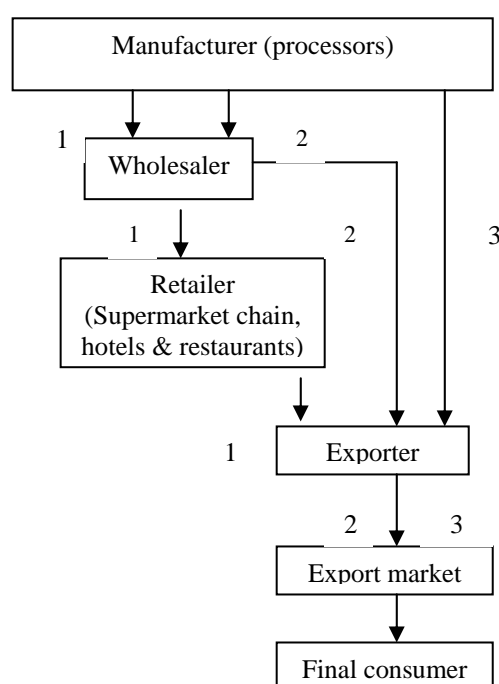 Manufacturer (processors)
1
2
Wholesaler
1
2
3
Retailer
(Supermarket chain,
hotels & restaurants)
1
Exporter
2
3
Export market
Final consumer